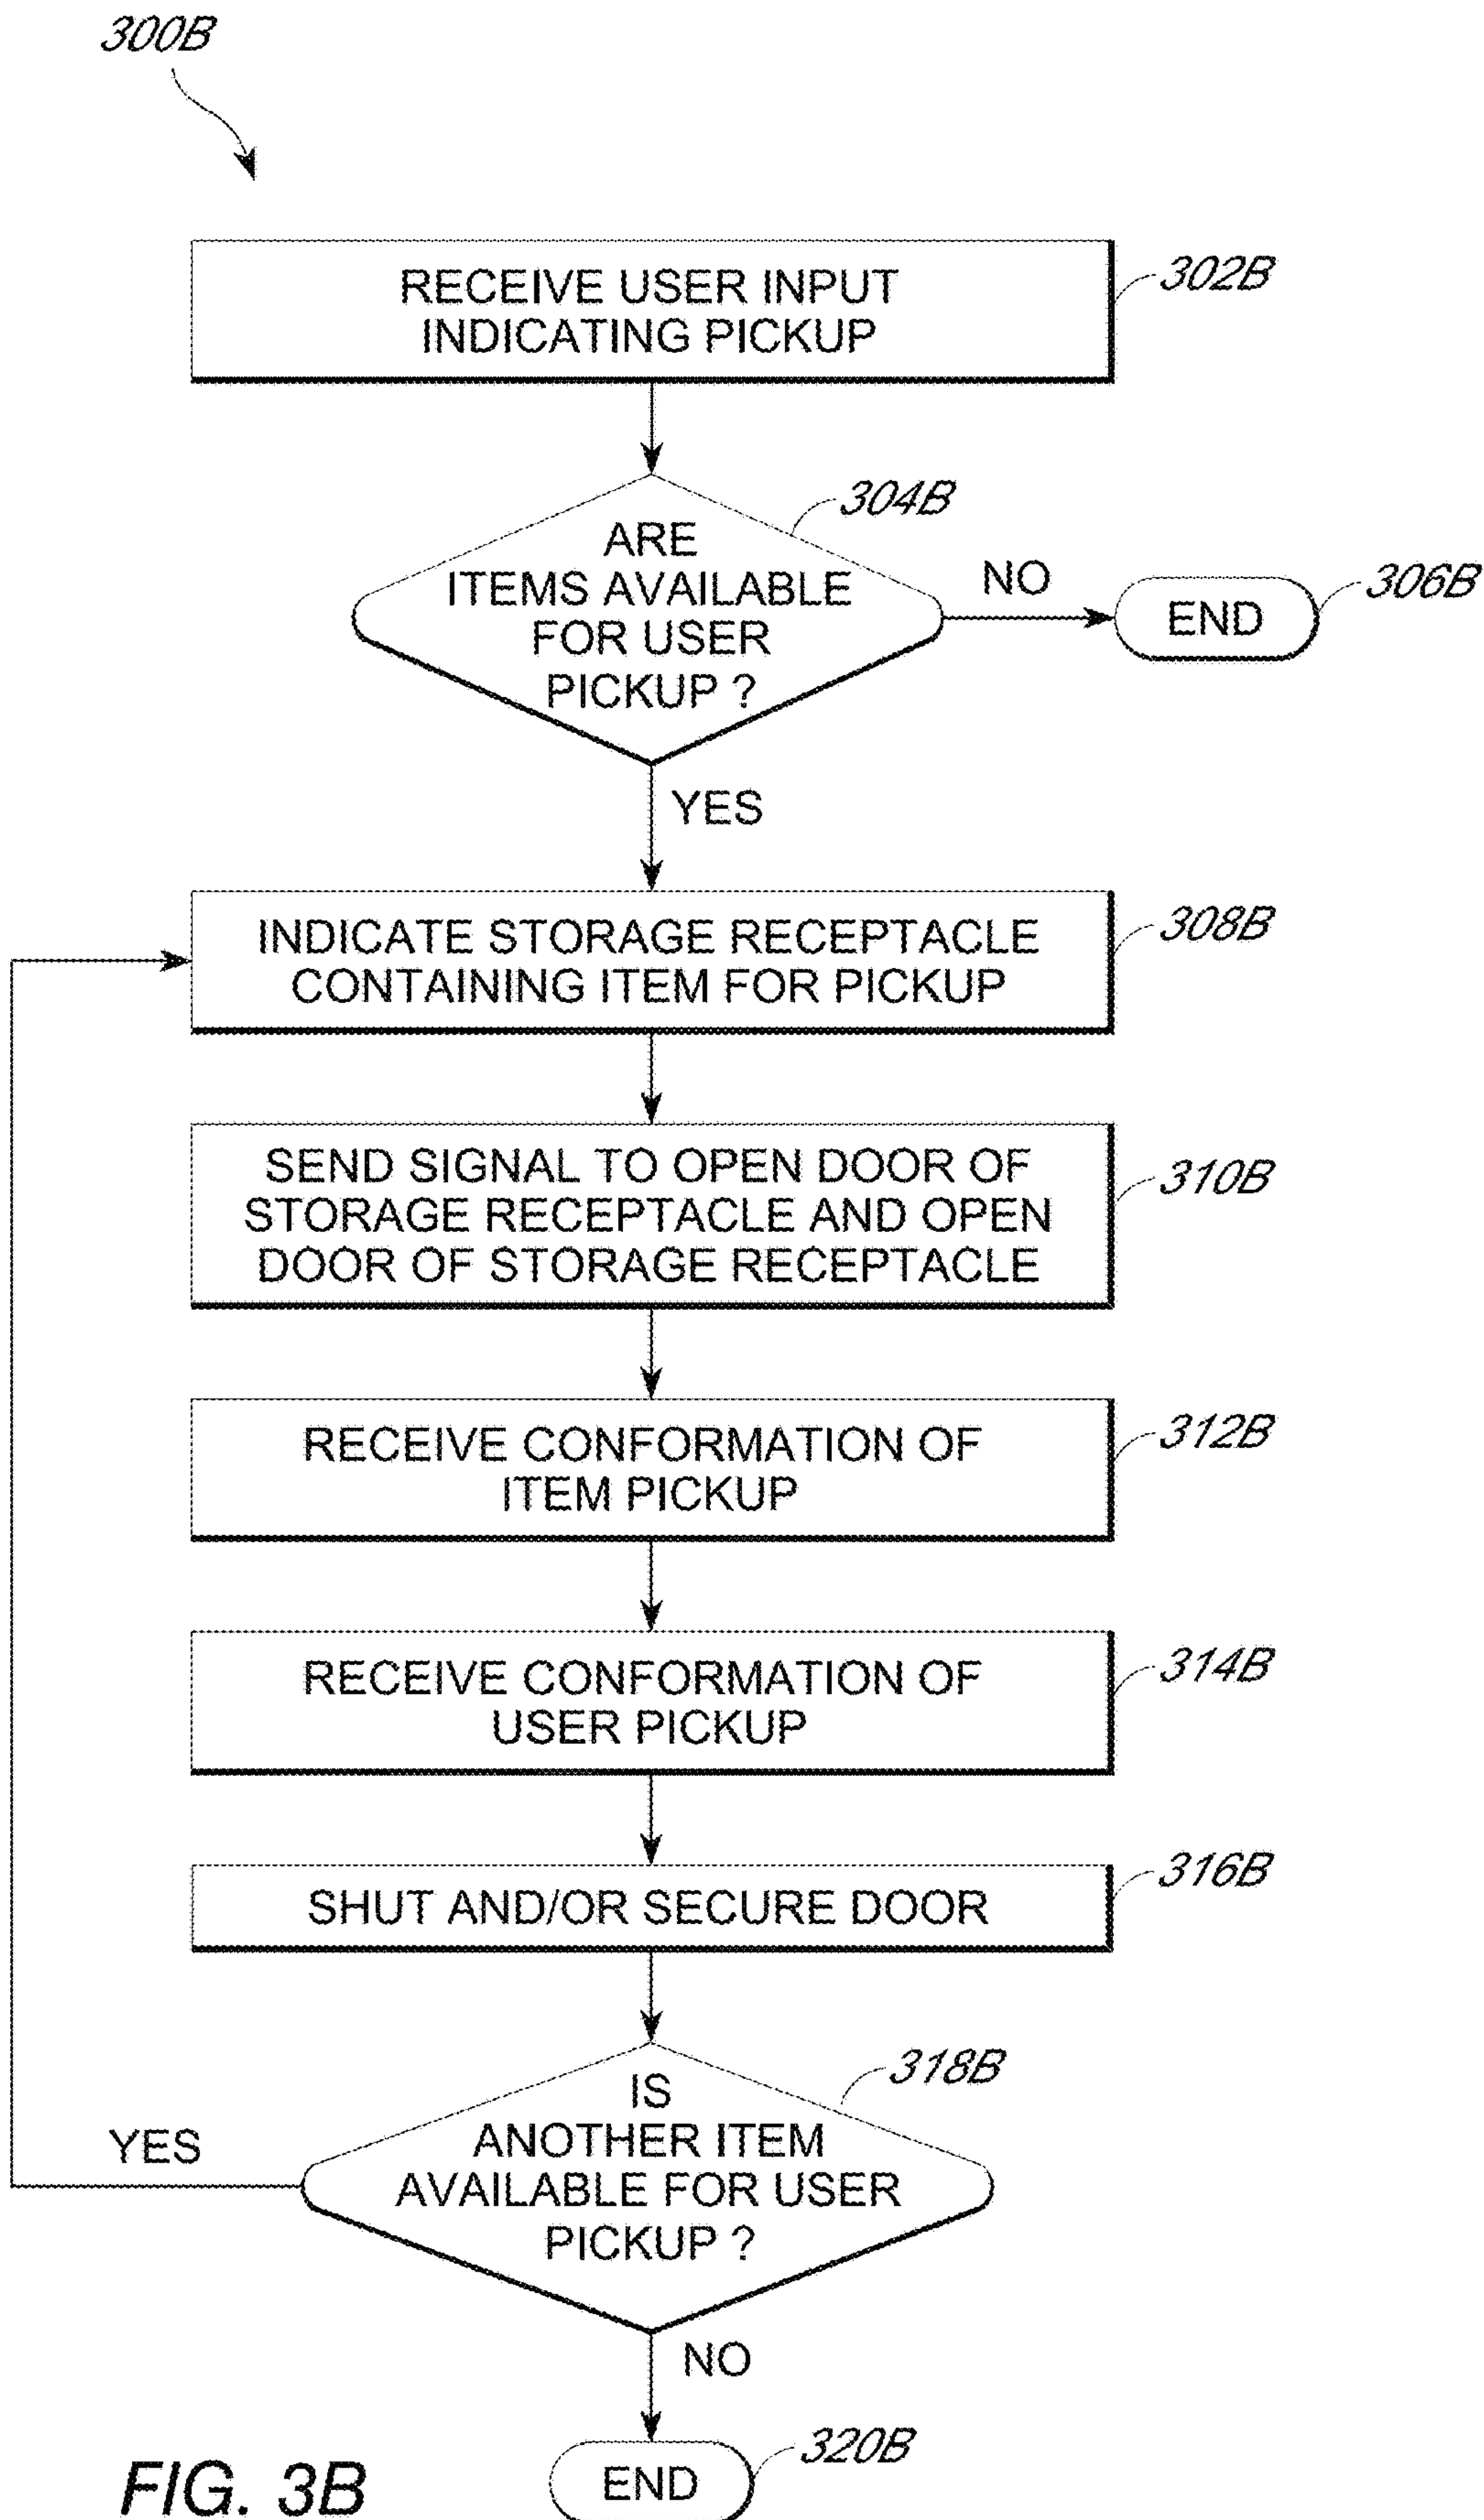 300B
RECEIVE USER INPUT
INDICATING PICKUP
302B
304B
ARE
ITEMS AVAILABLE
FOR USER
PICKUP ?
NO
END
306B
YES
INDICATE STORAGE RECEPTACLE
CONTAINING ITEM FOR PICKUP
308B
SEND SIGNAL TO OPEN DOOR OF
STORAGE RECEPTACLE AND OPEN
DOOR OF STORAGE RECEPTACLE
310B
RECEIVE CONFORMATION OF
ITEM PICKUP
312B
RECEIVE CONFORMATION OF
USER PICKUP
314B
SHUT AND/OR SECURE DOOR
316B
318B
IS
ANOTHER ITEM
AVAILABLE FOR USER
PICKUP ?
YES
NO
END
320B
FIG. 3B